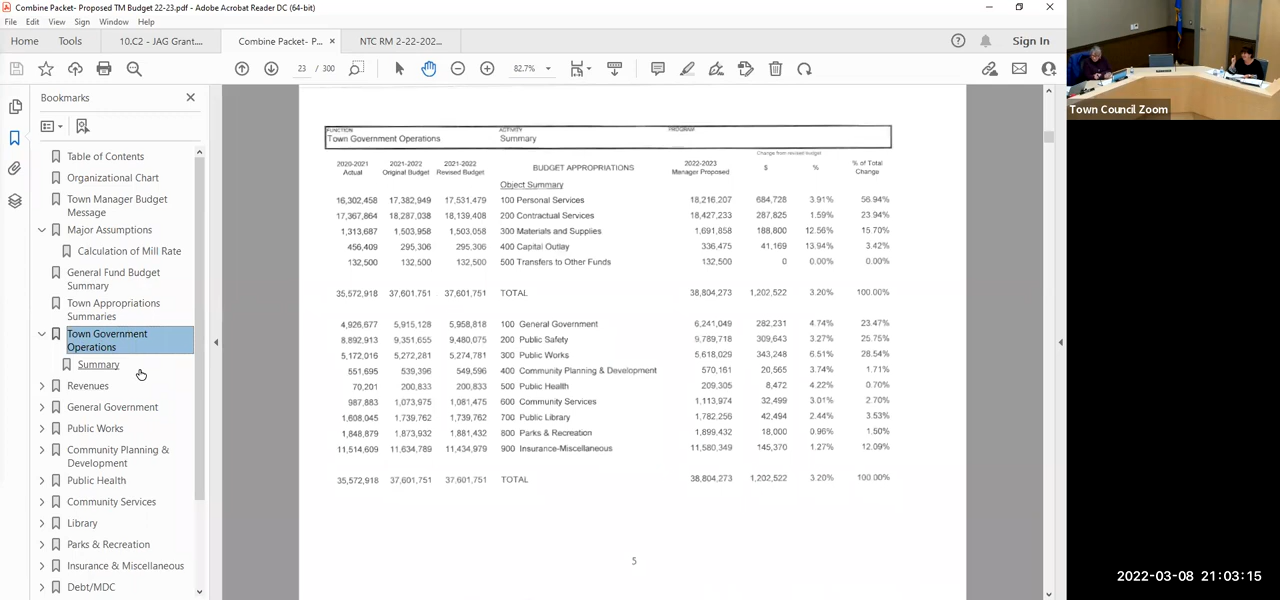 Combine Packet- Proposed TM Budget 22-23.pdf - Adobe Acrobat Reader DC (64-bit)
File Edit View Sign Window Help
Home Tools 10.C2 - JAG Grant.... Combine Packet- P... × NTC RM 2-22-202... Sign In
23 / 300 82.7%
Bookmarks
Table of Contents
Organizational Chart
Town Manager Budget
Message
Major Assumptions
Calculation of Mill Rate
General Fund Budget
Summary
Town Appropriations
Summaries
Town Government
Operations
Summary
Revenues
General Government
Public Works
Community Planning &
Development
Public Health
Community Services
Library
Parks & Recreation
Insurance & Miscellaneous
Debt/MDC
FUNCTION ACTIVITY PROGRAM
Town Government Operations Summary
Change from revised budget
2020-2021 2021-2022 2021-2022 BUDGET APPROPRIATIONS 2022-2023 $ % % of Total
Actual Original Budget Revised Budget Manager Proposed Change
Object Summary
16,302,458 17,382,949 17,531,479 100 Personal Services 18,216,207 684,728 3.91% 56.94%
17,367,864 18,287,038 18,139,408 200 Contractual Services 18,427,233 287,825 1.59% 23.94%
1,313,687 1,503,958 1,503,058 300 Materials and Supplies 1,691,858 188,800 12.56% 15.70%
456,409 295,306 295,306 400 Capital Outlay 336,475 41,169 13.94% 3.42%
132,500 132,500 132,500 500 Transfers to Other Funds 132,500 0 0.00% 0.00%
35,572,918 37,601,751 37,601,751 TOTAL 38,804,273 1,202,522 3.20% 100.00%
4,926,677 5,915,128 5,958,818 100 General Government 6,241,049 282,231 4.74% 23.47%
8,892,913 9,351,655 9,480,075 200 Public Safety 9,789,718 309,643 3.27% 25.75%
5,172,016 5,272,281 5,274,781 300 Public Works 5,618,029 343,248 6.51% 28.54%
551,695 539,396 549,596 400 Community Planning & Development 570,161 20,565 3.74% 1.71%
70,201 200,833 200,833 500 Public Health 209,305 8,472 4.22% 0.70%
987,883 1,073,975 1,081,475 600 Community Services 1,113,974 32,499 3.01% 2.70%
1,608,045 1,739,762 1,739,762 700 Public Library 1,782,256 42,494 2.44% 3.53%
1,848,879 1,873,932 1,881,432 800 Parks & Recreation 1,899,432 18,000 0.96% 1.50%
11,514,609 11,634,789 11,434,979 900 Insurance-Miscellaneous 11,580,349 145,370 1.27% 12.09%
35,572,918 37,601,751 37,601,751 TOTAL 38,804,273 1,202,522 3.20% 100.00%
5
Town Council Zoom
2022-03-08 21:03:15